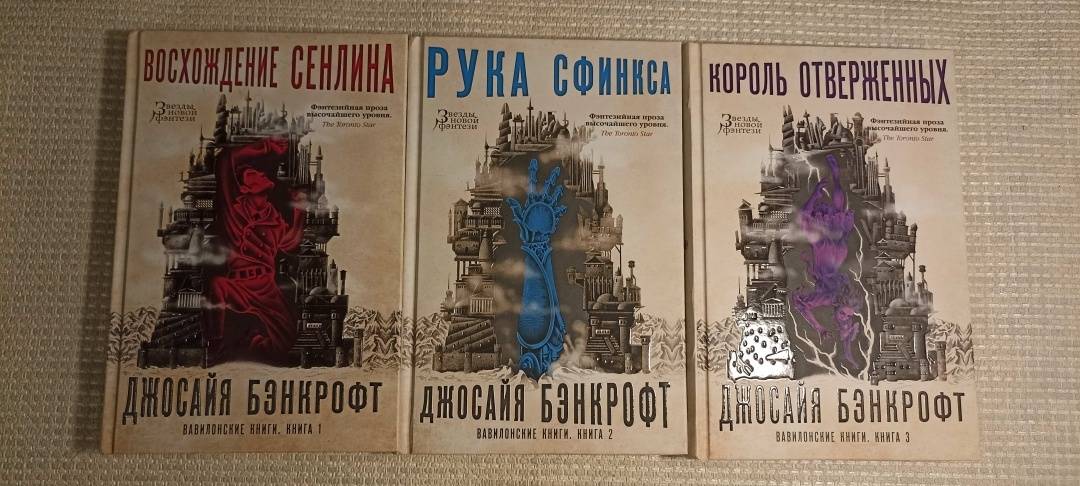 ВОСХОЖДЕНИЕ СЕНЛИНА
Звезды
новой
фэнтези
Фэнтезийная проза
высочайшего уровня.
The Toronto Star
ДЖОСАЙЯ БЭНКРОФТ
ВАВИЛОНСКИЕ КНИГИ. КНИГА 1
РУКА СФИНКСА
Звезды
новой
фэнтези
Фэнтезийная проза
высочайшего уровня.
The Toronto Star
ДЖОСАЙЯ БЭНКРОФТ
ВАВИЛОНСКИЕ КНИГИ. КНИГА 2
КОРОЛЬ ОТВЕРЖЕННЫХ
Звезды
новой
фэнтези
Фэнтезийная проза
высочайшего уровня.
The Toronto Star
ДЖОСАЙЯ БЭНКРОФТ
ВАВИЛОНСКИЕ КНИГИ. КНИГА 3